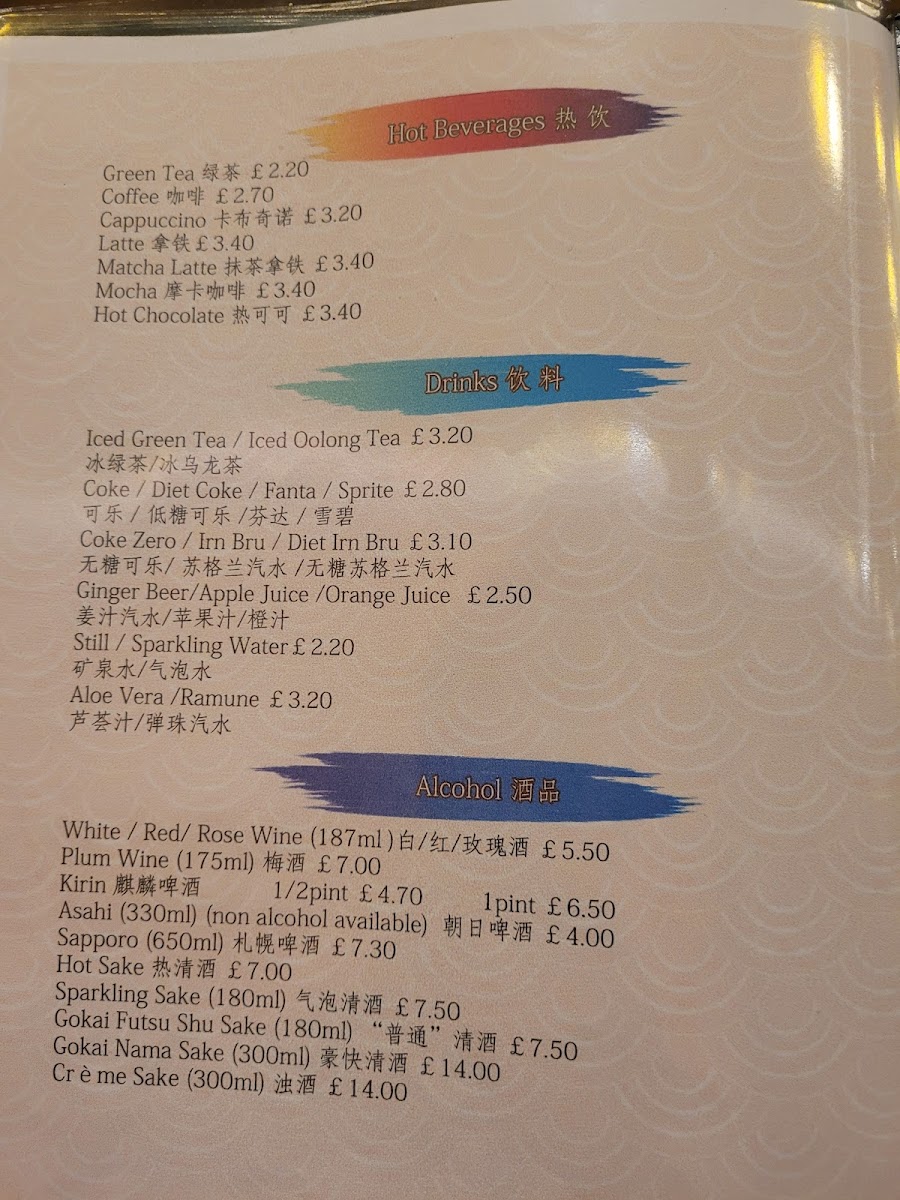 Hot Beverages 热 饮
Green Tea 绿茶 £2.20
Coffee 咖啡 £2.70
Cappuccino 卡布奇诺 £3.20
Latte 拿铁£3.40
Matcha Latte 抹茶拿铁 £3.40
Mocha 摩卡咖啡 £3.40
Hot Chocolate 热可可 £3.40
Drinks 饮 料
Iced Green Tea / Iced Oolong Tea £3.20
冰绿茶/冰乌龙茶
Coke / Diet Coke / Fanta / Sprite £2.80
可乐 / 低糖可乐 /芬达 / 雪碧
Coke Zero / Irn Bru / Diet Irn Bru £3.10
无糖可乐/ 苏格兰汽水 /无糖苏格兰汽水
Ginger Beer/Apple Juice /Orange Juice £2.50
姜汁汽水/苹果汁/橙汁
Still / Sparkling Water£2.20
矿泉水/气泡水
Aloe Vera /Ramune £3.20
芦荟汁/弹珠汽水
Alcohol 酒品
White / Red/ Rose Wine (187ml )白/红/玫瑰酒 £5.50
Plum Wine (175ml) 梅酒 £7.00
Kirin 麒麟啤酒 1/2pint £4.70 1pint £6.50
Asahi (330ml) (non alcohol available) 朝日啤酒 £4.00
Sapporo (650ml) 札幌啤酒 £7.30
Hot Sake 热清酒 £7.00
Sparkling Sake (180ml) 气泡清酒 £7.50
Gokai Futsu Shu Sake (180ml) “普通”清酒 £7.50
Gokai Nama Sake (300ml) 豪快清酒 £14.00
Cr è me Sake (300ml) 浊酒 £14.00